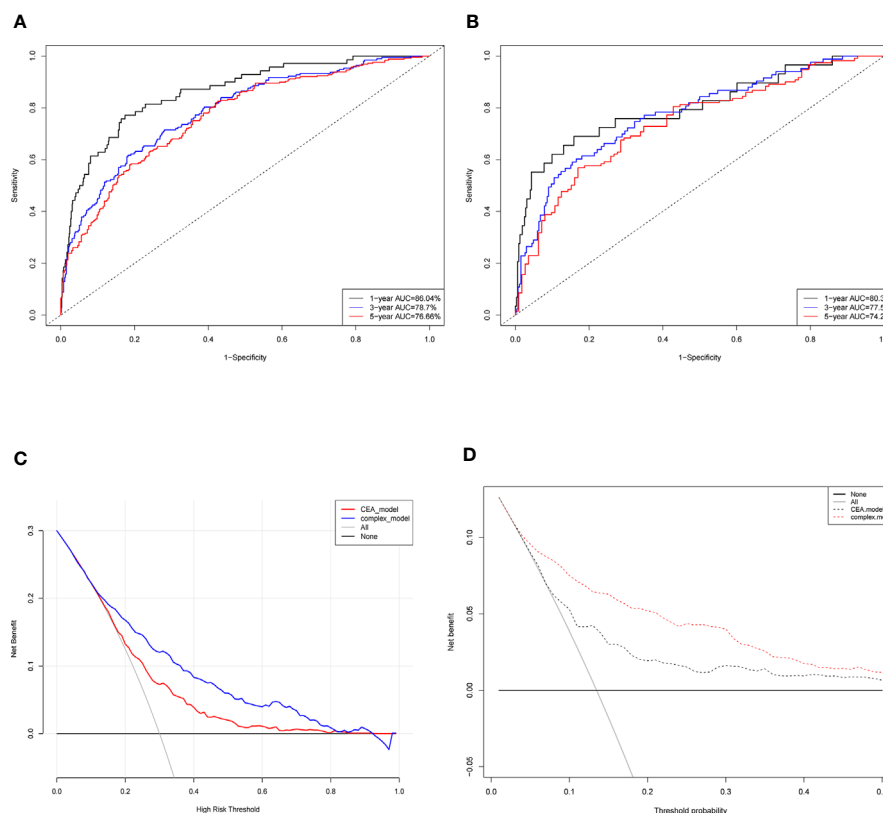 A
B
1.0
0.8
0.6
0.4
0.2
0.0
Sensitivity
0.0 0.2 0.4 0.6 0.8 1.0
1-Specificity
1-year AUC=86.04%
3-year AUC=78.7%
5-year AUC=76.66%
1.0
0.8
0.6
0.4
0.2
0.0
Sensitivity
0.0 0.2 0.4 0.6 0.8 1.0
1-Specificity
1-year AUC=80.3
3-year AUC=77.5
5-year AUC=74.2
C
D
0.3
0.2
0.1
0.0
Net Benefit
0.0 0.2 0.4 0.6 0.8 1.0
High Risk Threshold
CEA_model
complex_model
All
None
0.10
0.05
0.00
-0.05
Net benefit
0.1 0.2 0.3 0.4
Threshold probability
None
All
CEA.model